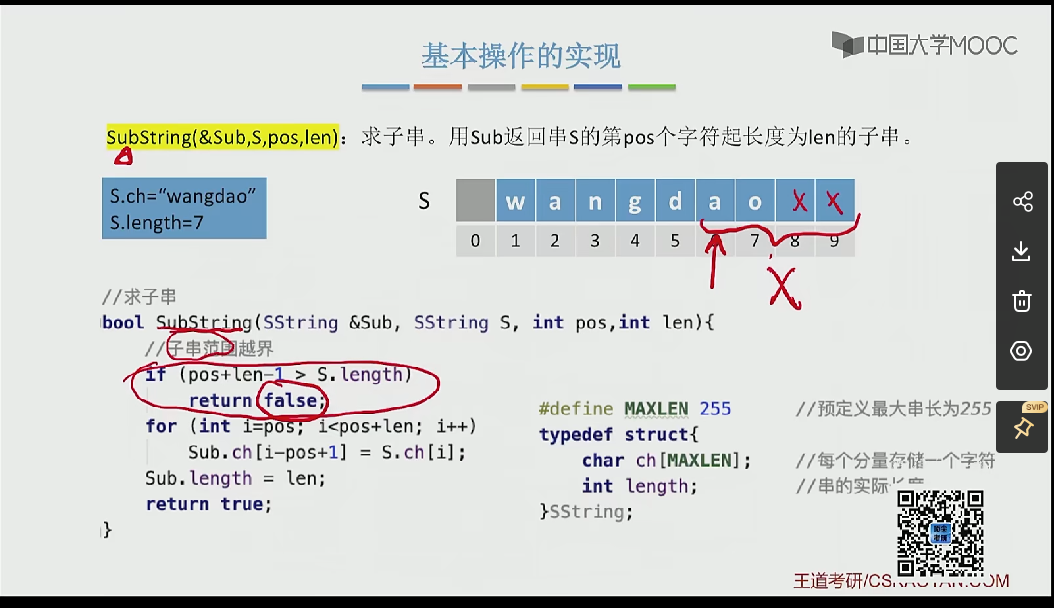 基本操作的实现
中国大学MOOC
SubString(&Sub,S,pos,len)：求子串。用Sub返回串S的第pos个字符起长度为len的子串。
S.ch=“wangdao”
S.length=7
S
w a n g d a o x x
0 1 2 3 4 5 7 8 9
X
//求子串
bool SubString(SString &Sub, SString S, int pos,int len){
//子串范围越界
if (pos+len-1 > S.length)
return false;
for (int i=pos; i<pos+len; i++)
Sub.ch[i-pos+1] = S.ch[i];
Sub.length = len;
return true;
}
#define MAXLEN 255 //预定义最大串长为255
typedef struct{
char ch[MAXLEN]; //每个分量存储一个字符
int length; //串的实际长度
}SString;
SVIP
王道考研/CSKAOYAN.COM